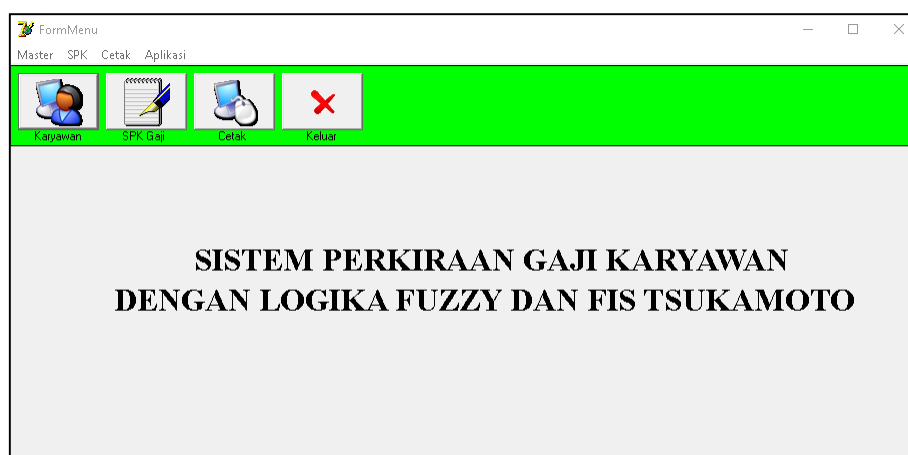 FormMenu
Master SPK Cetak Aplikasi
Karyawan SPK Gaji Cetak Keluar
SISTEM PERKIRAAN GAJI KARYAWAN
DENGAN LOGIKA FUZZY DAN FIS TSUKAMOTO